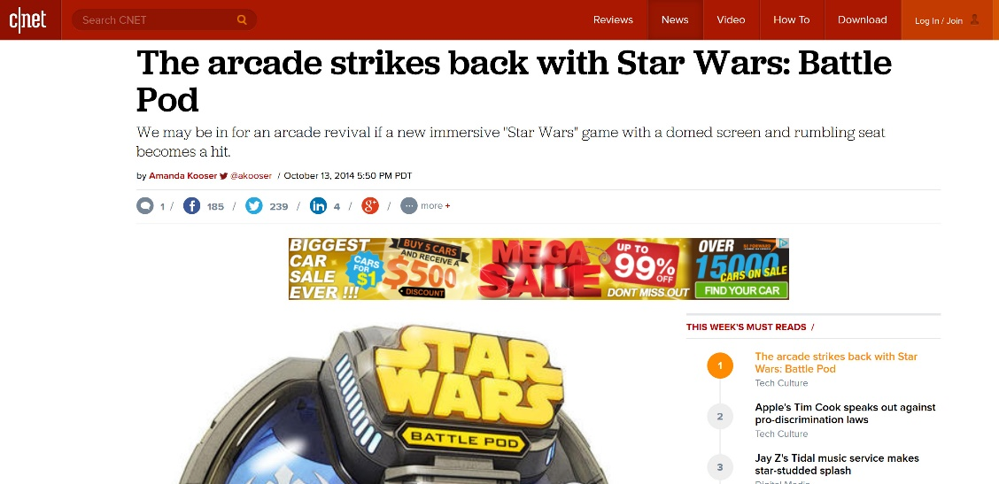 c|net
Search CNET
Reviews
News
Video
How To
Download
Log In / Join
The arcade strikes back with Star Wars: Battle
Pod
We may be in for an arcade revival if a new immersive "Star Wars" game with a domed screen and rumbling seat
becomes a hit.
by Amanda Kooser @akooser / October 13, 2014 5:50 PM PDT
1 / f 185 / 239 / in 4 / g+ / ... more +
BIGGEST
CAR
SALE
EVER !!!
CARS
FOR
$1
BUY 5 CARS
AND RECEIVE A
$500
DISCOUNT
MEGA
SALE
UP TO
99%
OFF
DONT MISS OUT
OVER
BE FORWARD
15000
CARS ON SALE
FIND YOUR CAR
STAR
WARS
BATTLE POD
THIS WEEK'S MUST READS /
1
The arcade strikes back with Star
Wars: Battle Pod
Tech Culture
2
Apple's Tim Cook speaks out against
pro-discrimination laws
Tech Culture
3
Jay Z's Tidal music service makes
star-studded splash
Digital Media